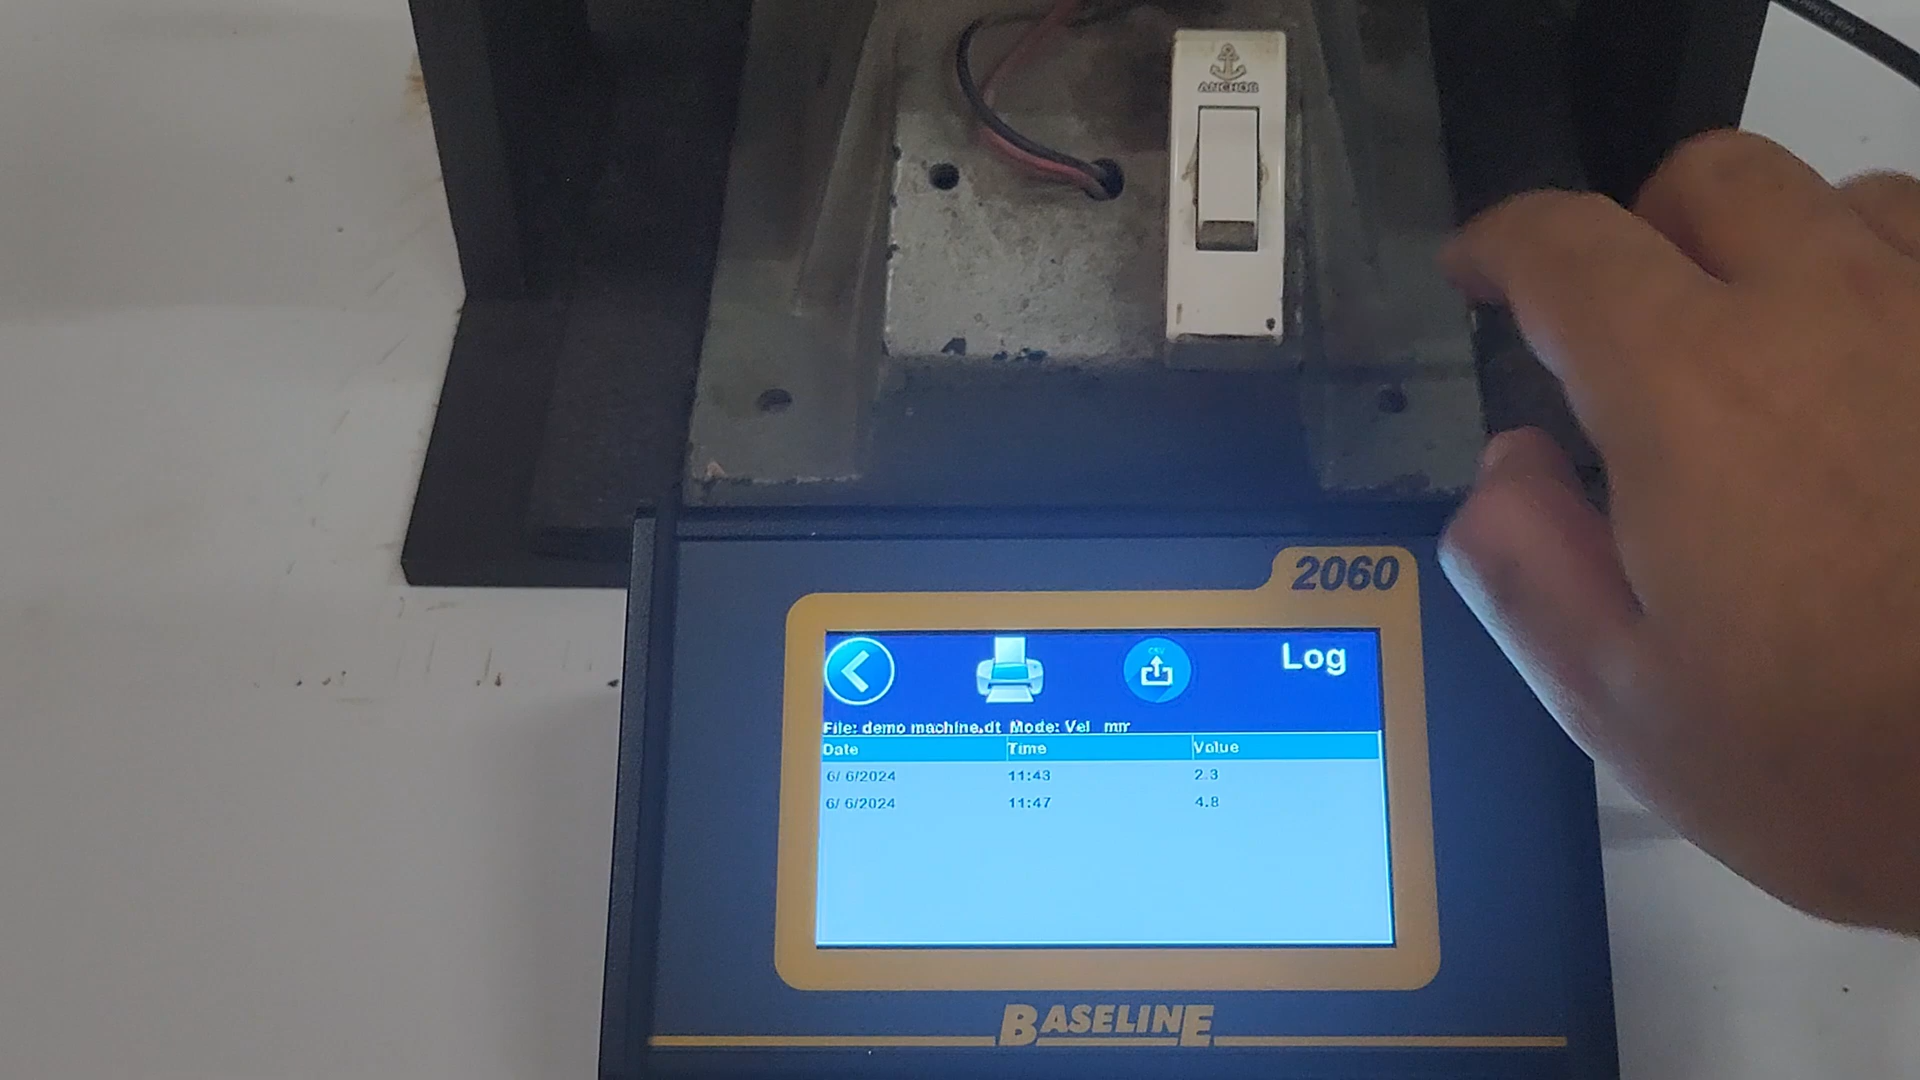 ANCHOR
2060
CSV
Log
File: demo machine.dt Mode: Vel mm
Date Time Value
6/ 6/2024 11:43 2.3
6/ 6/2024 11:47 4.8
BASELINE